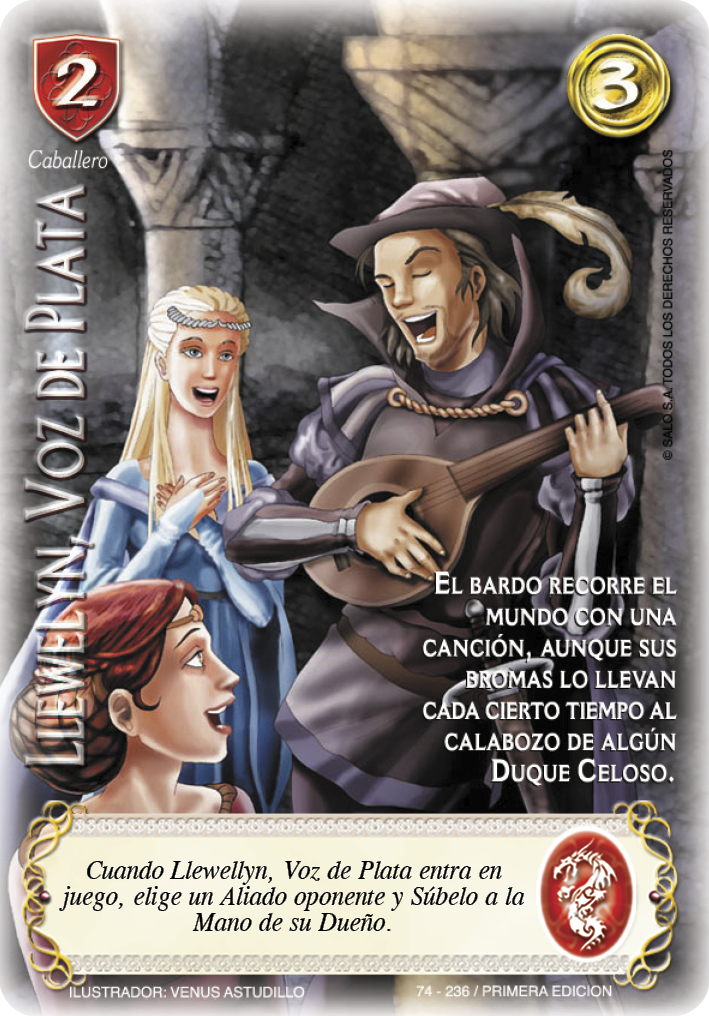 2
3
Caballero
LLEWELYN, VOZ DE PLATA
© SALO S.A. TODOS LOS DERECHOS RESERVADOS
EL BARDO RECORRE EL
MUNDO CON UNA
CANCIÓN, AUNQUE SUS
BROMAS LO LLEVAN
CADA CIERTO TIEMPO AL
CALABOZO DE ALGÚN
DUQUE CELOSO.
Cuando Llewellyn, Voz de Plata entra en
juego, elige un Aliado oponente y Súbelo a la
Mano de su Dueño.
ILUSTRADOR: VENUS ASTUDILLO
74 - 236 / PRIMERA EDICION